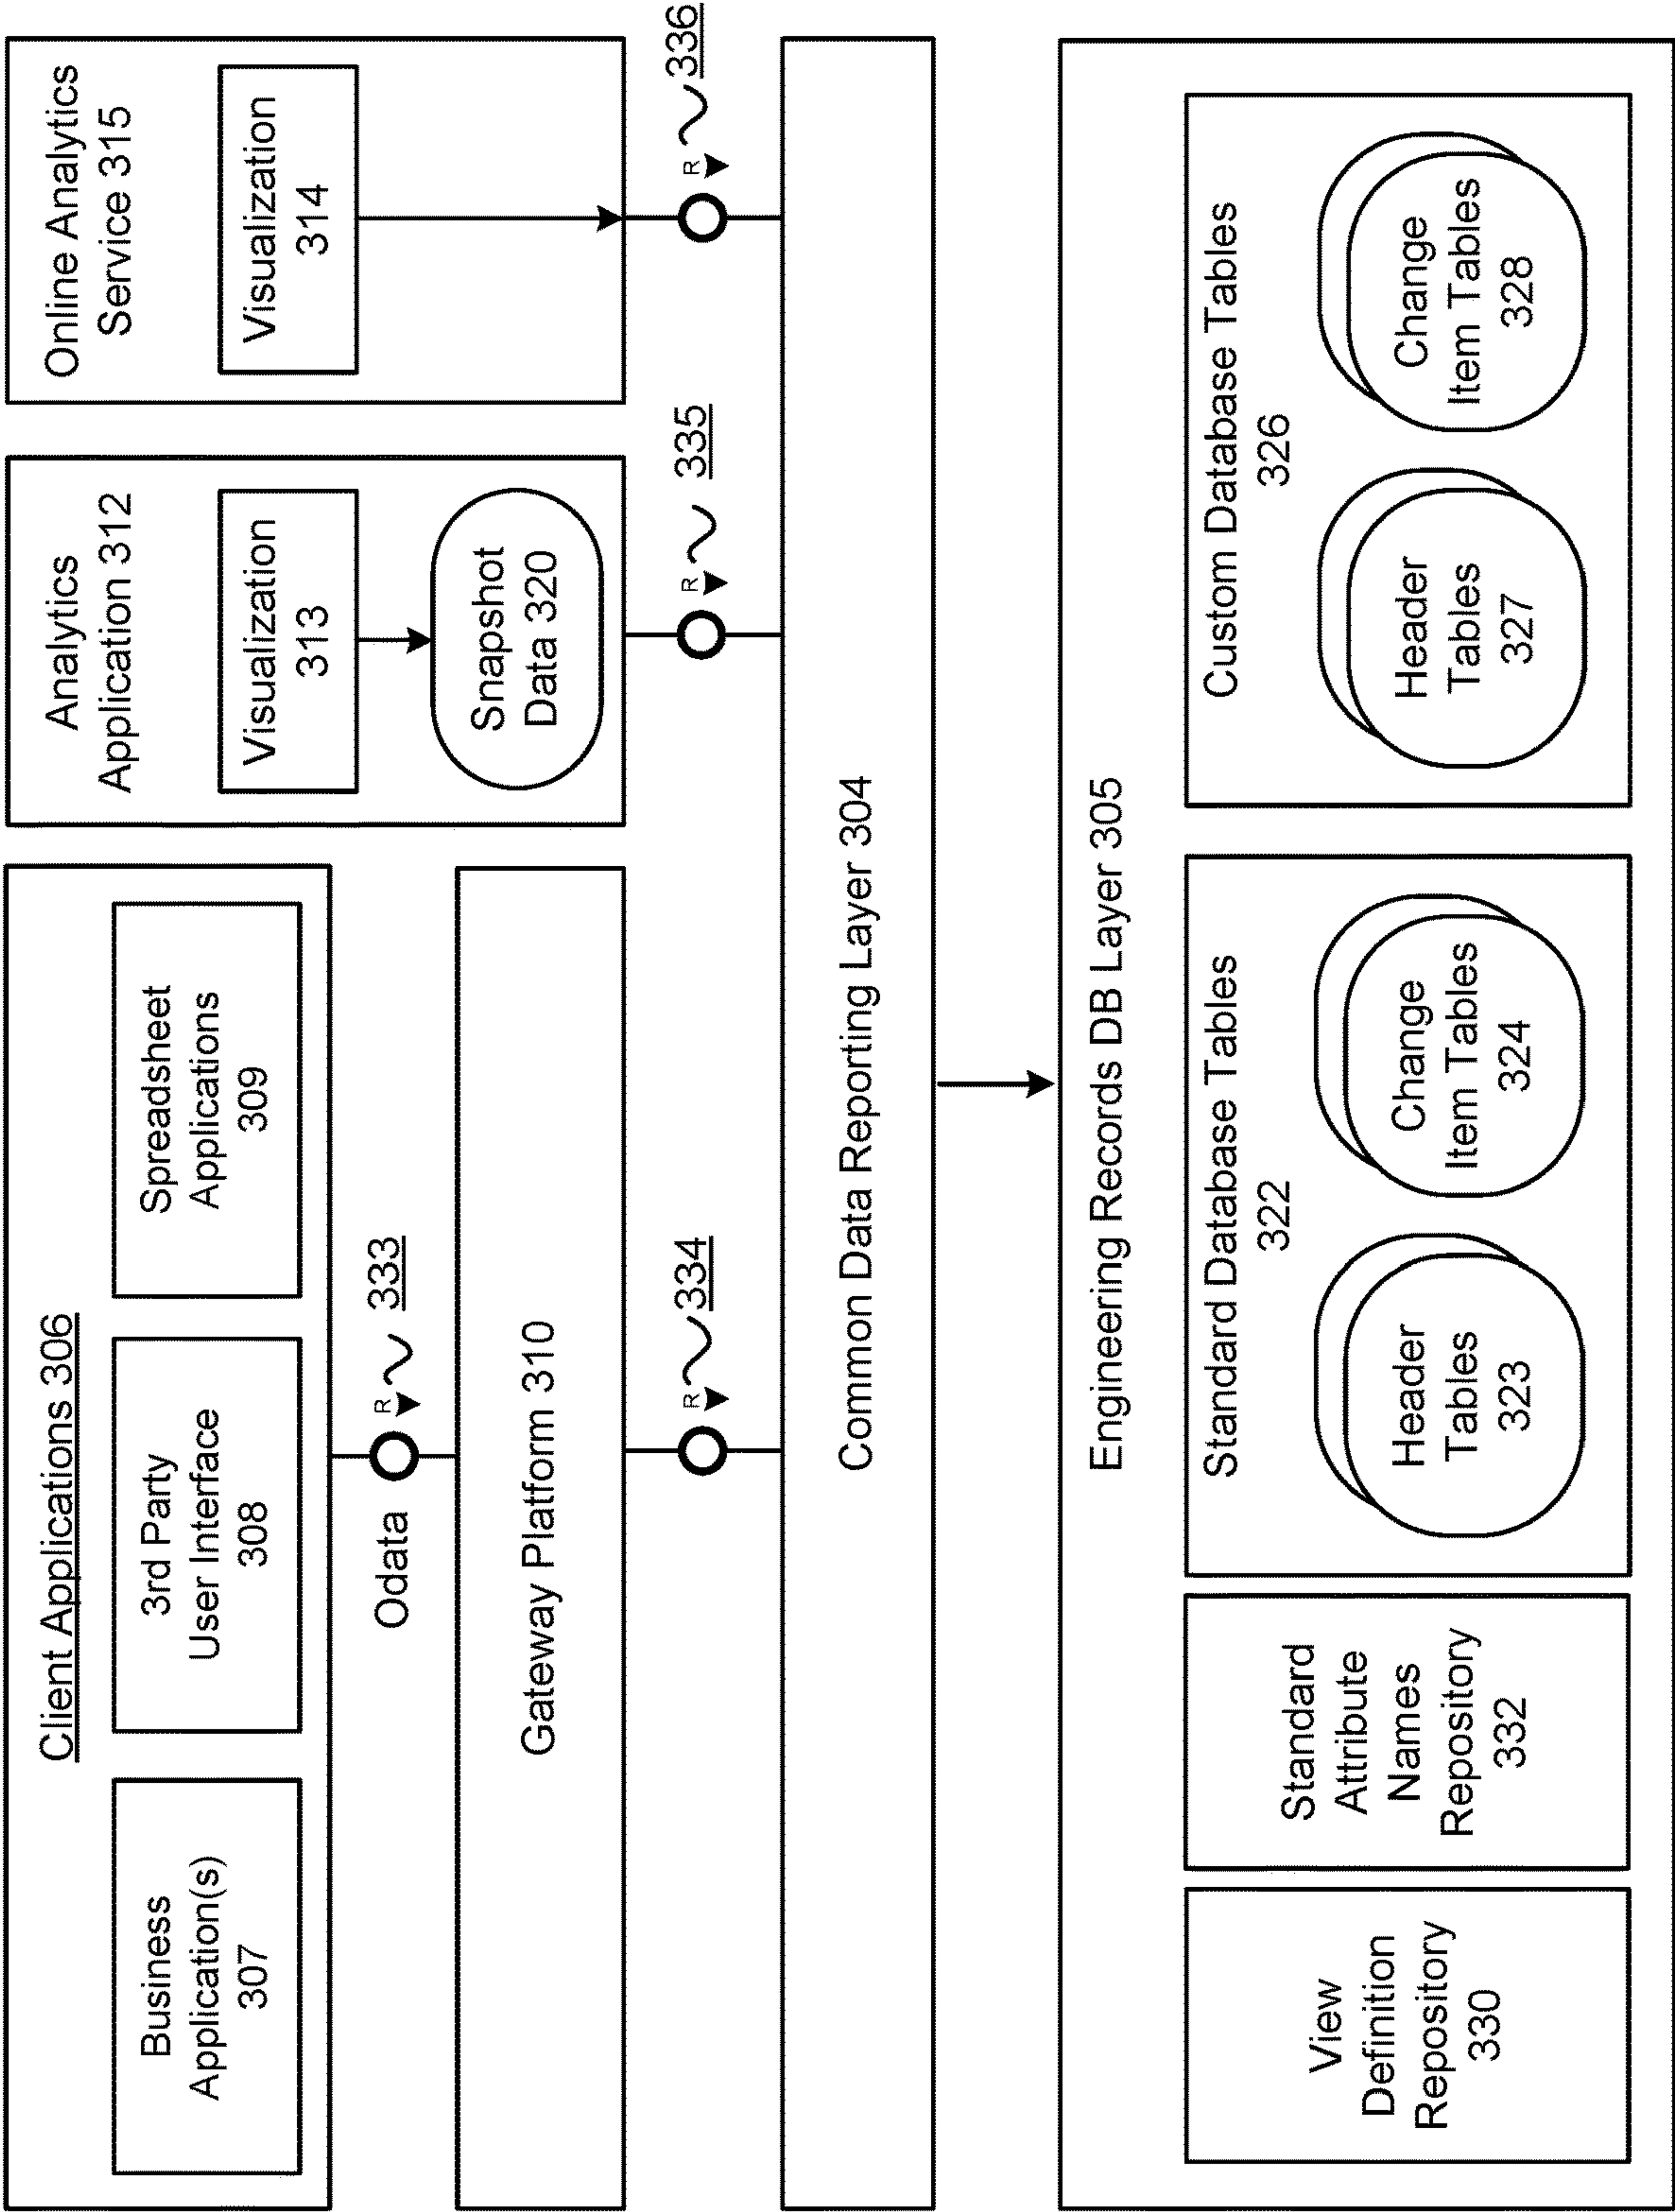 Client Applications 306
Business
Application(s)
307
3rd Party
User Interface
308
Spreadsheet
Applications
309
Odata
R
333
Gateway Platform 310
R
334
Analytics
Application 312
Visualization
313
Snapshot
Data 320
R
335
Online Analytics
Service 315
Visualization
314
R
336
Common Data Reporting Layer 304
Engineering Records DB Layer 305
View
Definition
Repository
330
Standard
Attribute
Names
Repository
332
Standard Database Tables
322
Header
Tables
323
Change
Item Tables
324
Custom Database Tables
326
Header
Tables
327
Change
Item Tables
328